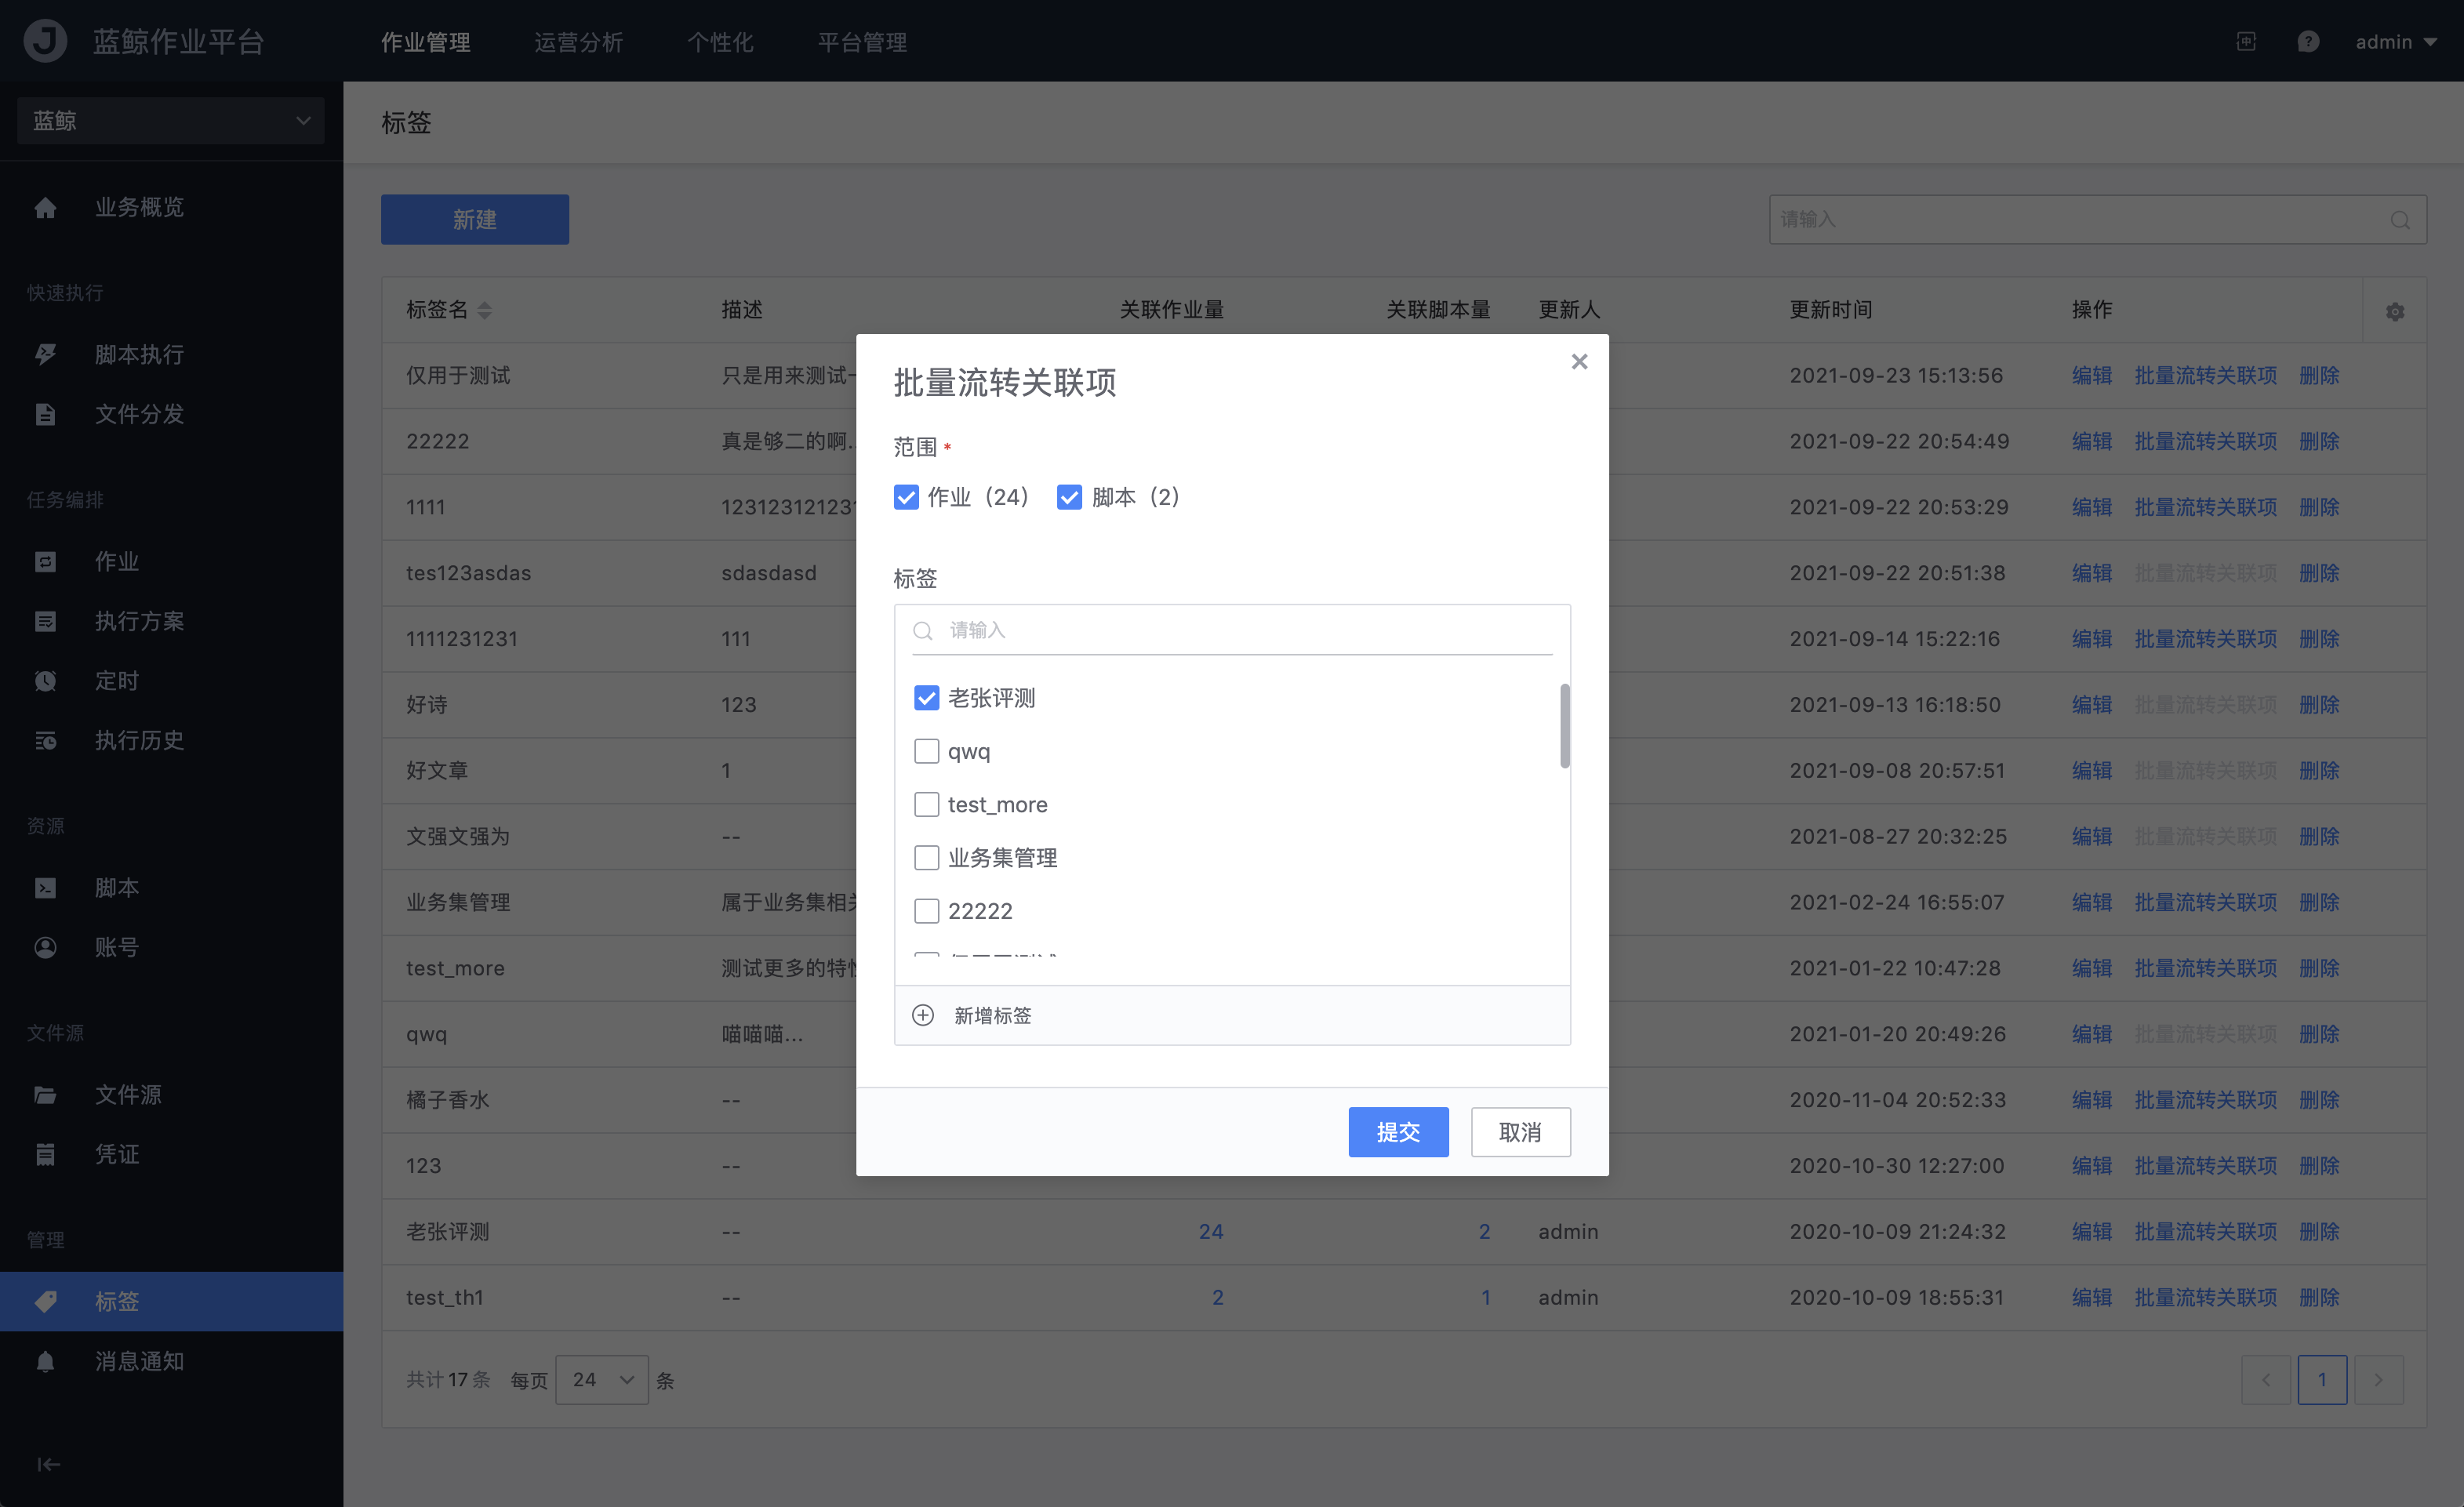 蓝鲸作业平台 作业管理 运营分析 个性化 平台管理 admin
蓝鲸
业务概览
快速执行
脚本执行
文件分发
任务编排
作业
执行方案
定时
执行历史
资源
脚本
账号
文件源
文件源
凭证
管理
标签
消息通知
标签
新建 请输入
标签名 描述 关联作业量 关联脚本量 更新人 更新时间 操作
仅用于测试 只是用来测试 2021-09-23 15:13:56 编辑 批量流转关联项 删除
22222 真是够二的啊 2021-09-22 20:54:49 编辑 批量流转关联项 删除
1111 12312312123 2021-09-22 20:53:29 编辑 批量流转关联项 删除
tes123asdas sdasdasd 2021-09-22 20:51:38 编辑 批量流转关联项 删除
1111231231 111 2021-09-14 15:22:16 编辑 批量流转关联项 删除
好诗 123 2021-09-13 16:18:50 编辑 批量流转关联项 删除
好文章 1 2021-09-08 20:57:51 编辑 批量流转关联项 删除
文强文强为 -- 2021-08-27 20:32:25 编辑 批量流转关联项 删除
业务集管理 属于业务集相 2021-02-24 16:55:07 编辑 批量流转关联项 删除
test_more 测试更多的特 2021-01-22 10:47:28 编辑 批量流转关联项 删除
qwq 喵喵喵... 2021-01-20 20:49:26 编辑 批量流转关联项 删除
橘子香水 -- 2020-11-04 20:52:33 编辑 批量流转关联项 删除
123 -- 2020-10-30 12:27:00 编辑 批量流转关联项 删除
老张评测 -- 24 2 admin 2020-10-09 21:24:32 编辑 批量流转关联项 删除
test_th1 -- 2 1 admin 2020-10-09 18:55:31 编辑 批量流转关联项 删除
共计 17 条 每页 24 条 1
批量流转关联项
范围 *
作业（24） 脚本（2）
标签
请输入
老张评测
qwq
test_more
业务集管理
22222
新增标签
提交 取消